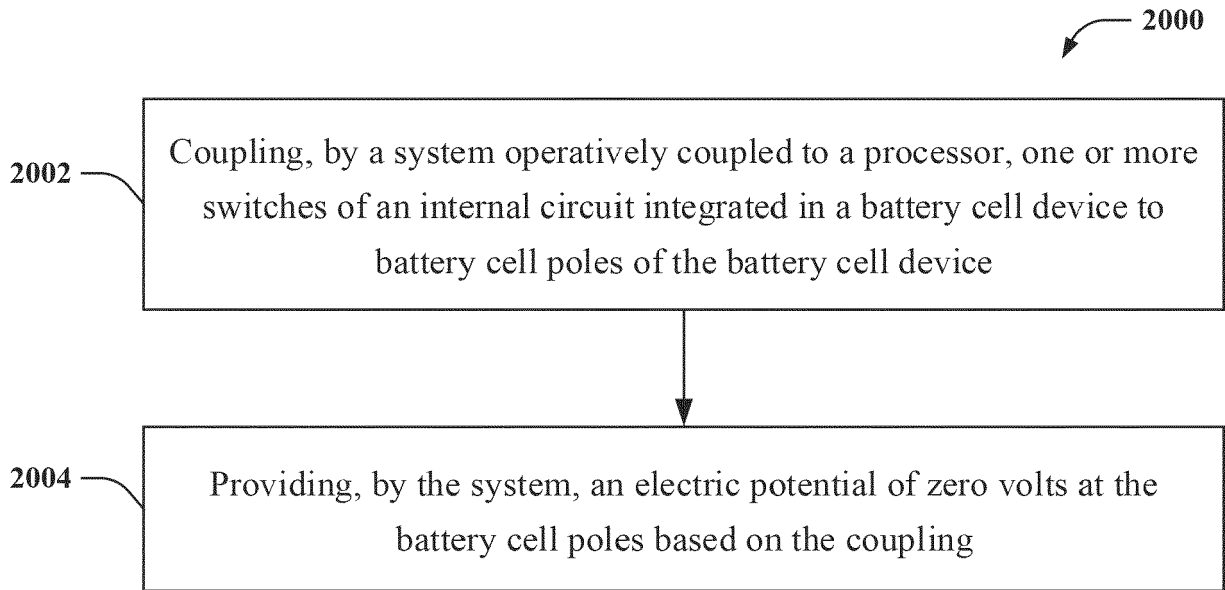 2000
2002
Coupling, by a system operatively coupled to a processor, one or more
switches of an internal circuit integrated in a battery cell device to
battery cell poles of the battery cell device
2004
Providing, by the system, an electric potential of zero volts at the
battery cell poles based on the coupling